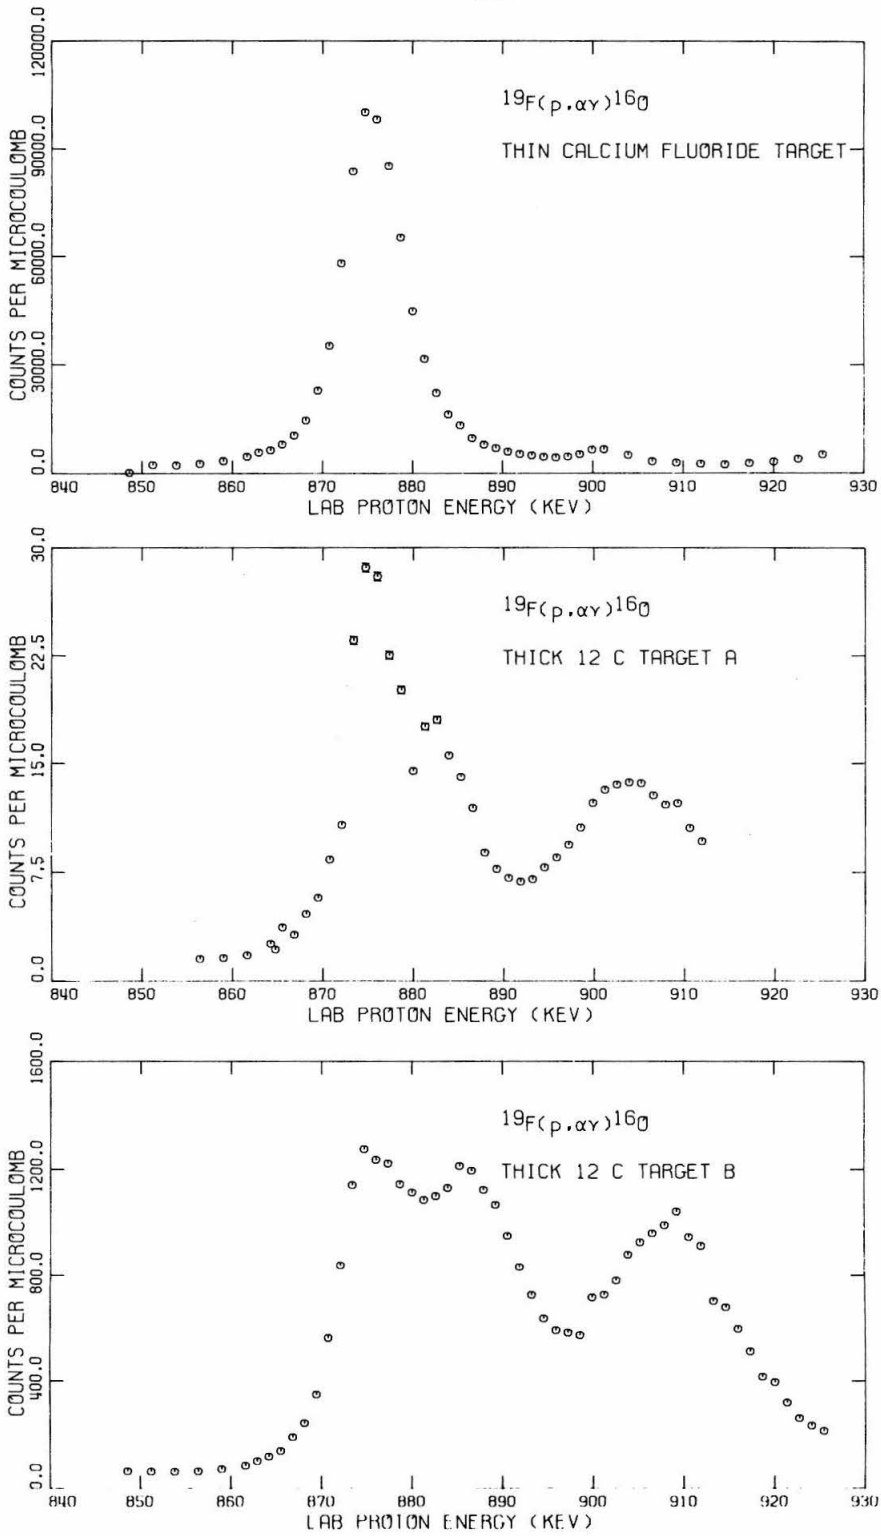 120000.0
90000.0
60000.0
30000.0
0.0
COUNTS PER MICROCOULOMB
19F(p,αγ)16O
THIN CALCIUM FLUORIDE TARGET
840 850 860 870 880 890 900 910 920 930
LAB PROTON ENERGY (KEV)
30.0
22.5
15.0
7.5
0.0
COUNTS PER MICROCOULOMB
19F(p,αγ)16O
THICK 12 C TARGET A
840 850 860 870 880 890 900 910 920 930
LAB PROTON ENERGY (KEV)
1600.0
1200.0
800.0
400.0
0.0
COUNTS PER MICROCOULOMB
19F(p,αγ)16O
THICK 12 C TARGET B
840 850 860 870 880 890 900 910 920 930
LAB PROTON ENERGY (KEV)